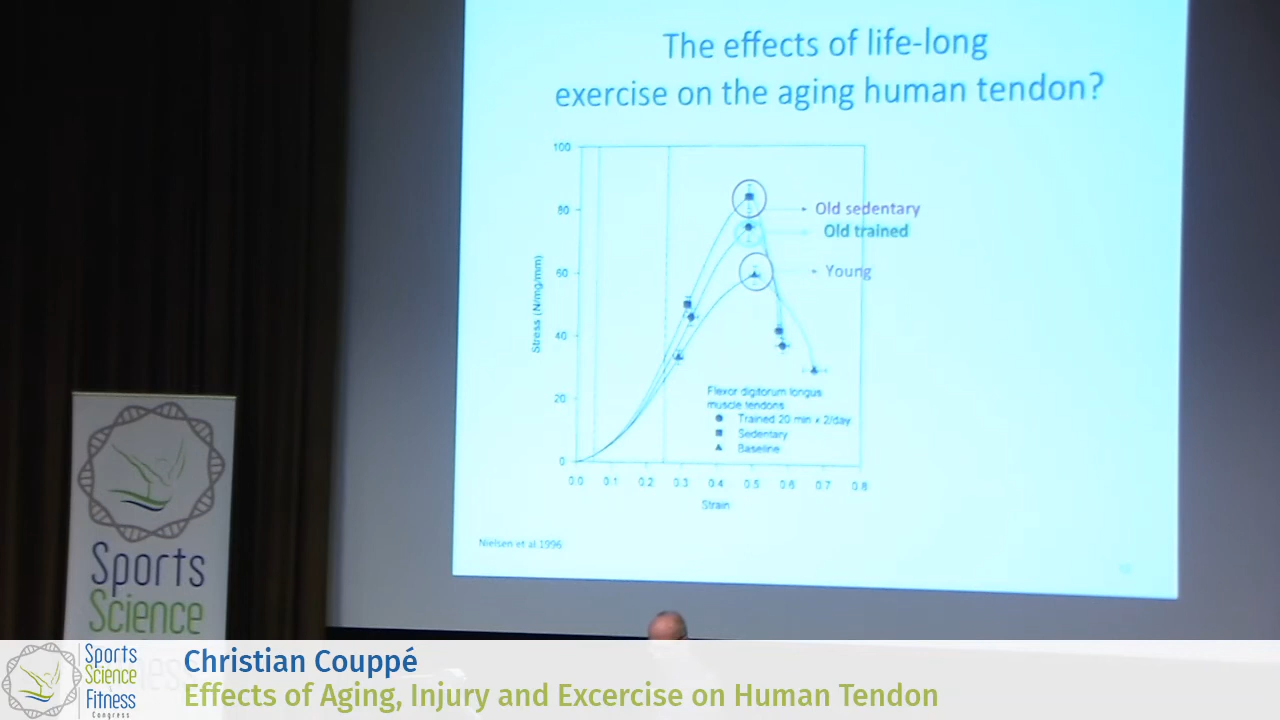 The effects of life-long
exercise on the aging human tendon?
100
80
60
40
20
0
Stress (N/mg/mm)
Old sedentary
Old trained
Young
Flexor digitorum longus
muscle tendons
Trained 20 min x 2/day
Sedentary
Baseline
0.0 0.1 0.2 0.3 0.4 0.5 0.6 0.7 0.8
Strain
Nielsen et al.1996
Sports
Science
Sports
Science
Fitness
Congress
Christian Couppé
Effects of Aging, Injury and Excercise on Human Tendon